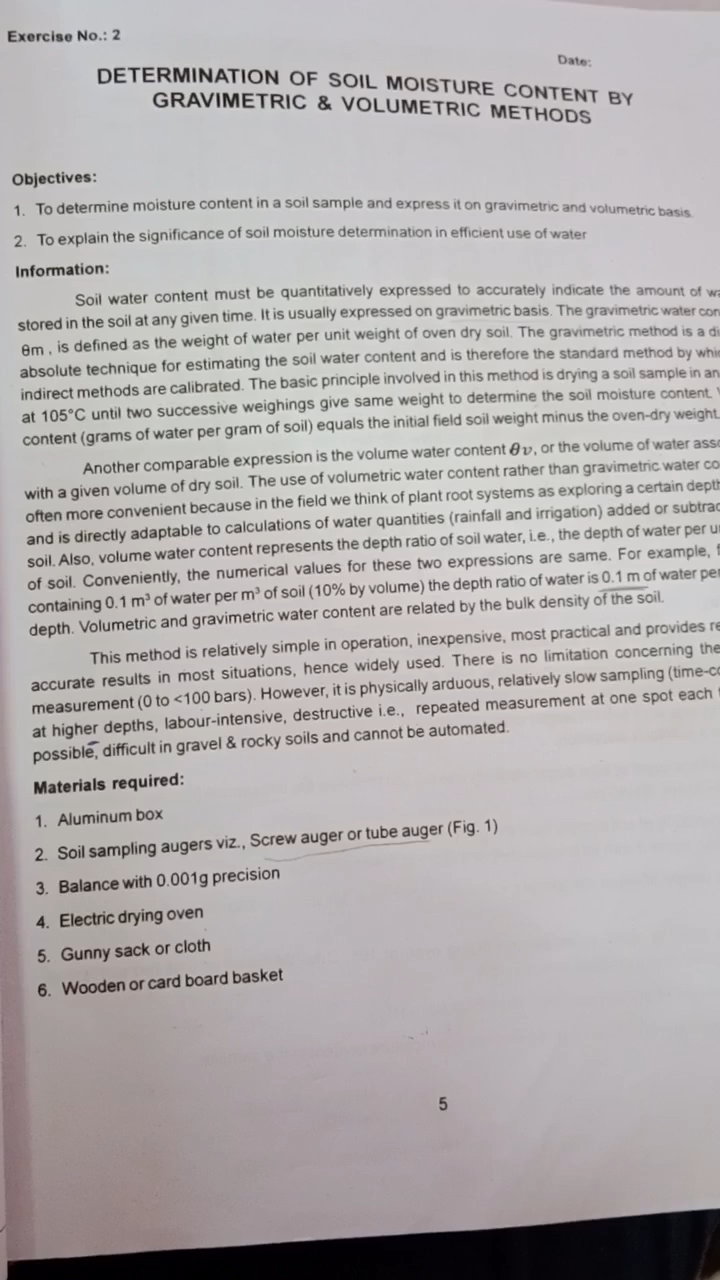 Exercise No.: 2
Date:
DETERMINATION OF SOIL MOISTURE CONTENT BY
GRAVIMETRIC & VOLUMETRIC METHODS
Objectives:
1. To determine moisture content in a soil sample and express it on gravimetric and volumetric basis.
2. To explain the significance of soil moisture determination in efficient use of water
Information:
Soil water content must be quantitatively expressed to accurately indicate the amount of
stored in the soil at any given time. It is usually expressed on gravimetric basis. The gravimetric water
θm , is defined as the weight of water per unit weight of oven dry soil. The gravimetric method is a
absolute technique for estimating the soil water content and is therefore the standard method by
indirect methods are calibrated. The basic principle involved in this method is drying a soil sample in an
at 105°C until two successive weighings give same weight to determine the soil moisture content.
content (grams of water per gram of soil) equals the initial field soil weight minus the oven-dry weight.
Another comparable expression is the volume water content θv, or the volume of water
with a given volume of dry soil. The use of volumetric water content rather than gravimetric water
often more convenient because in the field we think of plant root systems as exploring a certain
and is directly adaptable to calculations of water quantities (rainfall and irrigation) added or
soil. Also, volume water content represents the depth ratio of soil water, i.e., the depth of water per
of soil. Conveniently, the numerical values for these two expressions are same. For example,
containing 0.1 m³ of water per m³ of soil (10% by volume) the depth ratio of water is 0.1 m of water per
depth. Volumetric and gravimetric water content are related by the bulk density of the soil.
This method is relatively simple in operation, inexpensive, most practical and provides
accurate results in most situations, hence widely used. There is no limitation concerning the
measurement (0 to <100 bars). However, it is physically arduous, relatively slow sampling
at higher depths, labour-intensive, destructive i.e., repeated measurement at one spot each
possible, difficult in gravel & rocky soils and cannot be automated.
Materials required:
1. Aluminum box
2. Soil sampling augers viz., Screw auger or tube auger (Fig. 1)
3. Balance with 0.001g precision
4. Electric drying oven
5. Gunny sack or cloth
6. Wooden or card board basket
5